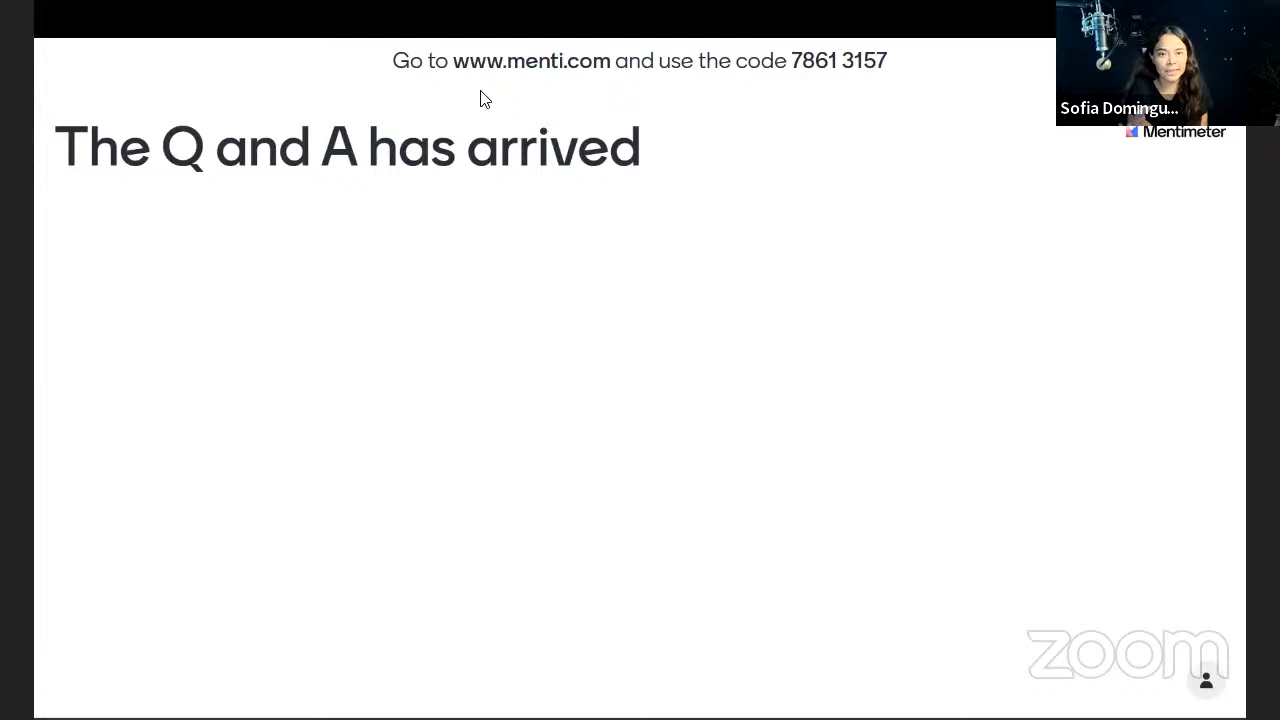 Go to www.menti.com and use the code 7861 3157
Sofia Domingu...
Mentimeter
The Q and A has arrived
zoom